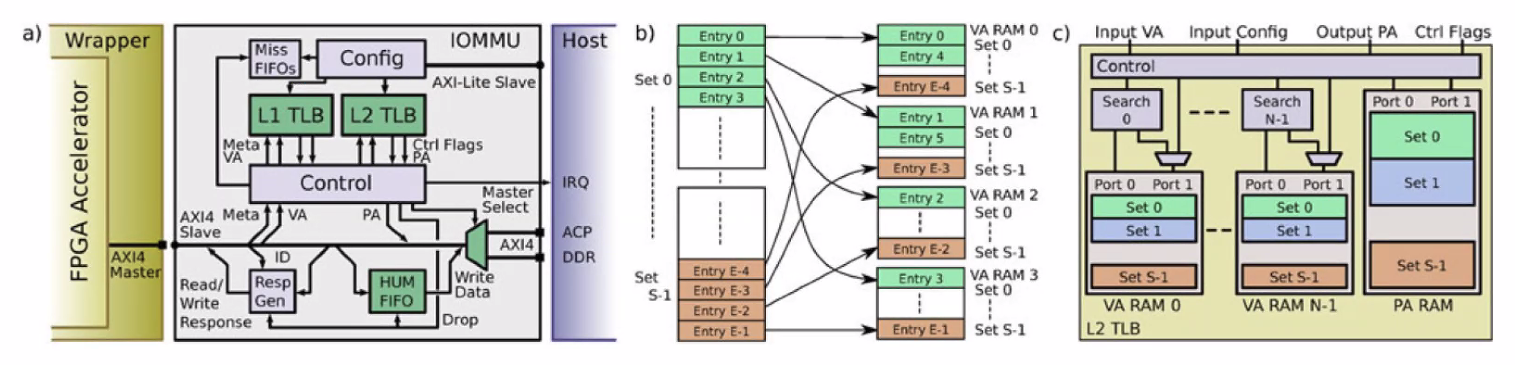 a)
Wrapper
FPGA Accelerator
AXI4
Master
IOMMU
Miss
FIFOs
Config
AXI-Lite Slave
L1 TLB
L2 TLB
Meta
VA
Ctrl Flags
PA
Control
Meta
VA
PA
Master
Select
AXI4
Slave
AXI4
ID
Read/
Write
Response
Resp
Gen
HUM
FIFO
Write
Data
Drop
Host
IRQ
ACP
DDR
b)
Set 0
Entry 0
Entry 1
Entry 2
Entry 3
Set
S-1
Entry E-4
Entry E-3
Entry E-2
Entry E-1
Entry 0
Entry 4
Entry E-4
VA RAM 0
Set 0
Set S-1
Entry 1
Entry 5
Entry E-3
VA RAM 1
Set 0
Set S-1
Entry 2
Entry E-2
VA RAM 2
Set 0
Set S-1
Entry 3
Entry E-1
VA RAM 3
Set 0
Set S-1
c)
Input VA
Input Config
Output PA
Ctrl Flags
Control
Search
0
Search
N-1
Port 0 Port 1
Set 0
Set 1
Set S-1
VA RAM 0
Port 0 Port 1
Set 0
Set 1
Set S-1
VA RAM N-1
Port 0 Port 1
Set 0
Set 1
Set S-1
PA RAM
L2 TLB